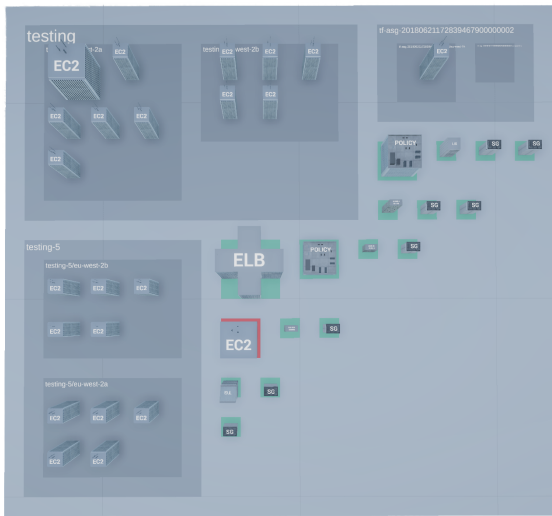 testing
tf-asg-20180621172839467900000002
-2a
-2b
EC2
EC2
EC2
EC2
EC2
EC2
EC2
EC2
EC2
EC2
EC2
EC2
EC2
POLICY
SG
SG
SG
SG
testing-5
ELB
POLICY
SG
testing-5/eu-west-2b
EC2
EC2
EC2
EC2
EC2
EC2
SG
testing-5/eu-west-2a
EC2
EC2
EC2
SG
SG
EC2
EC2